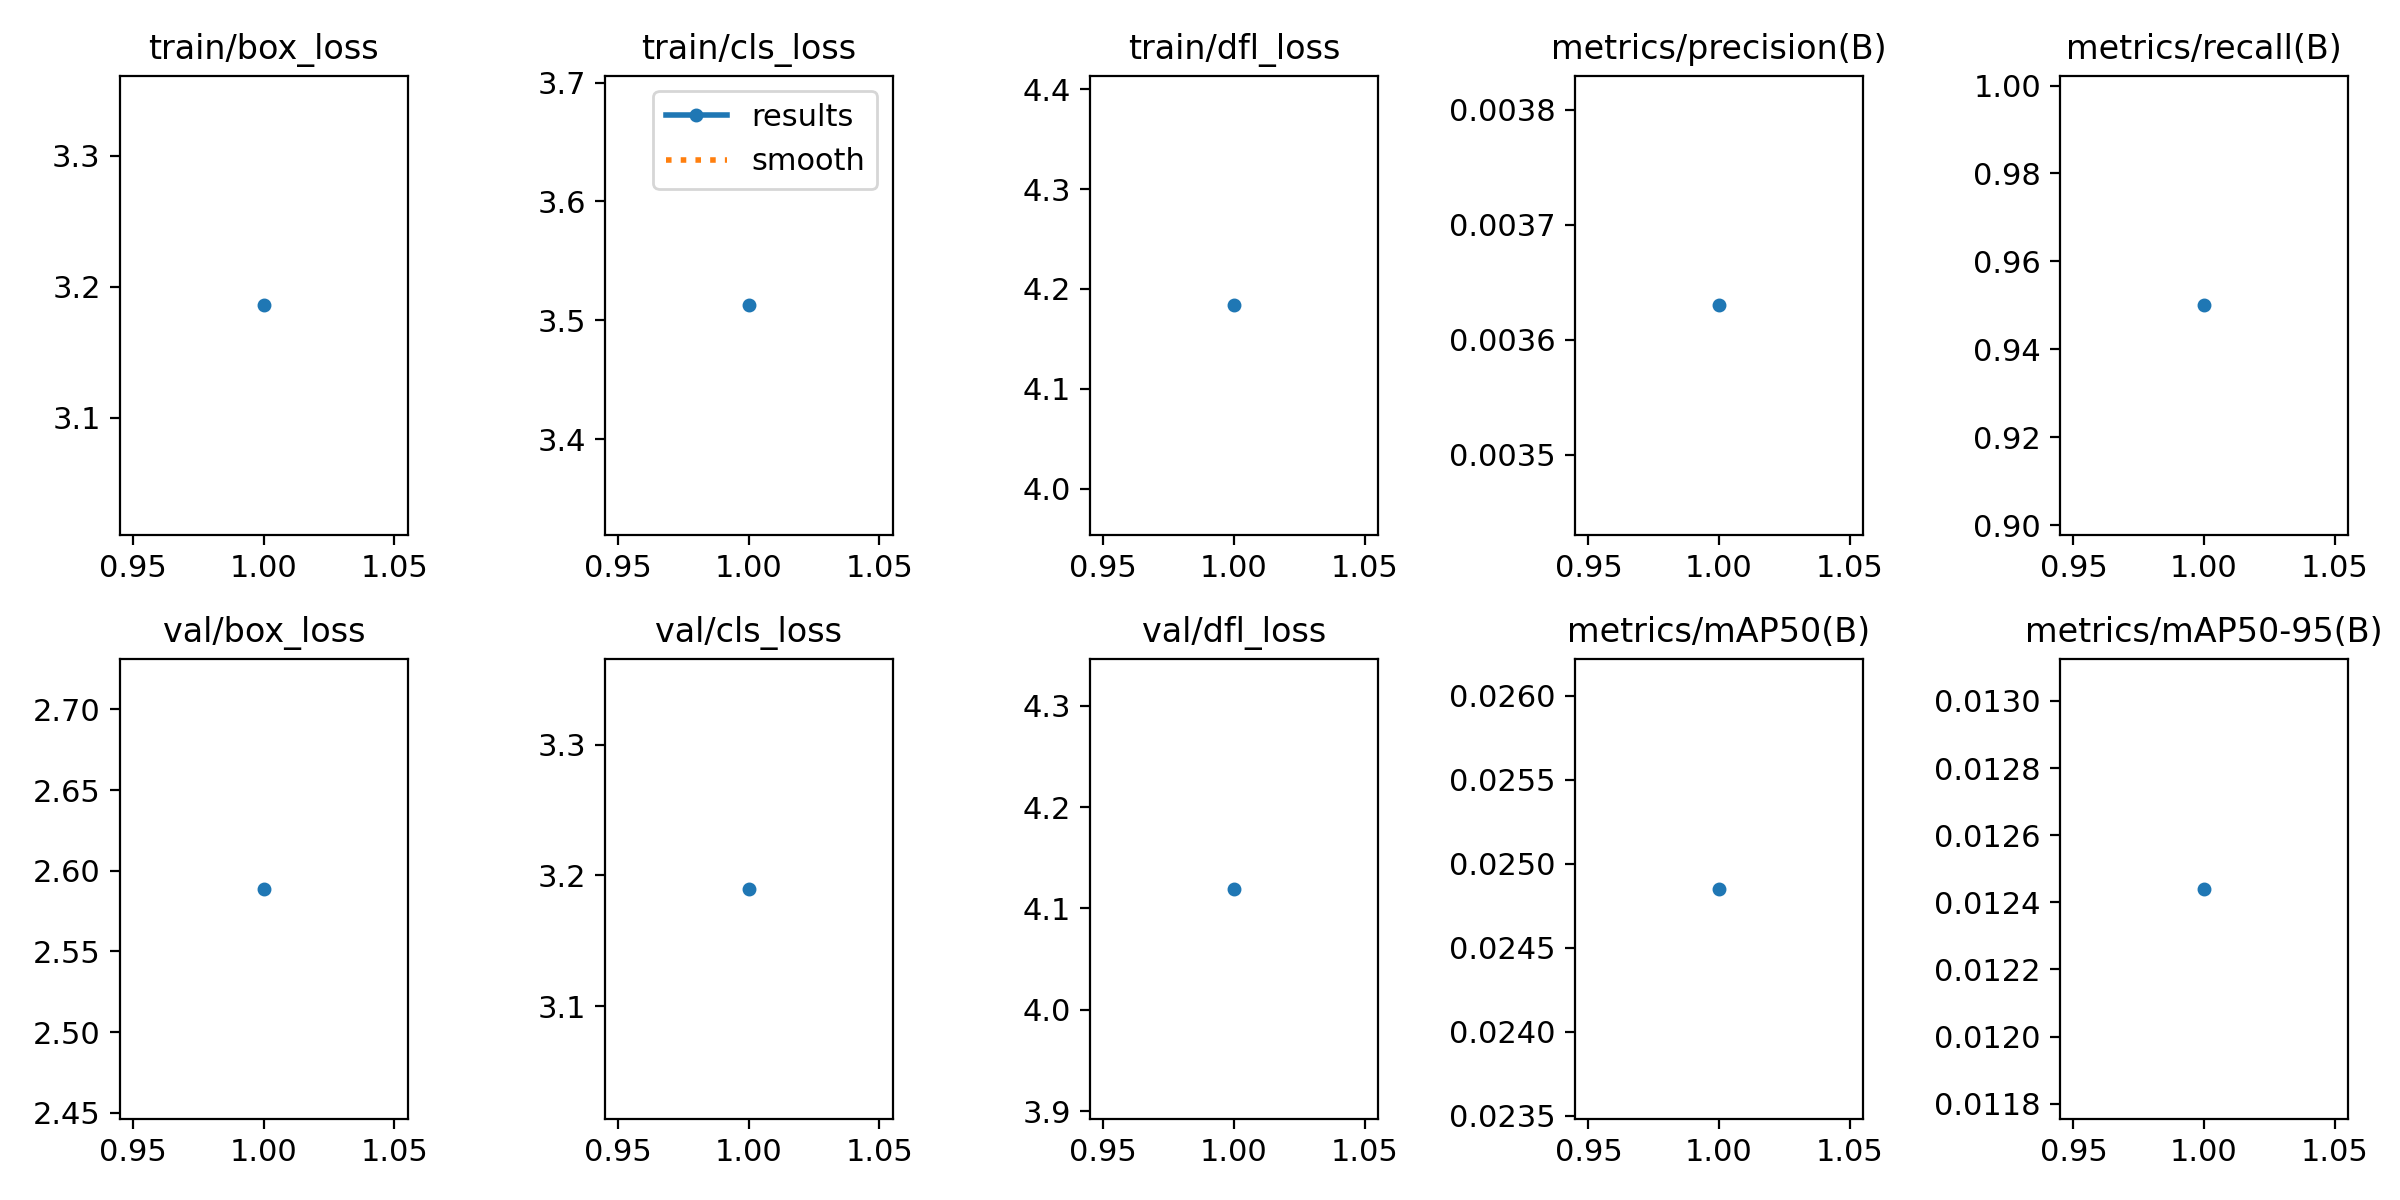 train/box_loss
3.3
3.2
3.1
0.95 1.00 1.05
train/cls_loss
results
smooth
3.7
3.6
3.5
3.4
0.95 1.00 1.05
train/dfl_loss
4.4
4.3
4.2
4.1
4.0
0.95 1.00 1.05
metrics/precision(B)
0.0038
0.0037
0.0036
0.0035
0.95 1.00 1.05
metrics/recall(B)
1.00
0.98
0.96
0.94
0.92
0.90
0.95 1.00 1.05
val/box_loss
2.70
2.65
2.60
2.55
2.50
2.45
0.95 1.00 1.05
val/cls_loss
3.3
3.2
3.1
0.95 1.00 1.05
val/dfl_loss
4.3
4.2
4.1
4.0
3.9
0.95 1.00 1.05
metrics/mAP50(B)
0.0260
0.0255
0.0250
0.0245
0.0240
0.0235
0.95 1.00 1.05
metrics/mAP50-95(B)
0.0130
0.0128
0.0126
0.0124
0.0122
0.0120
0.0118
0.95 1.00 1.05